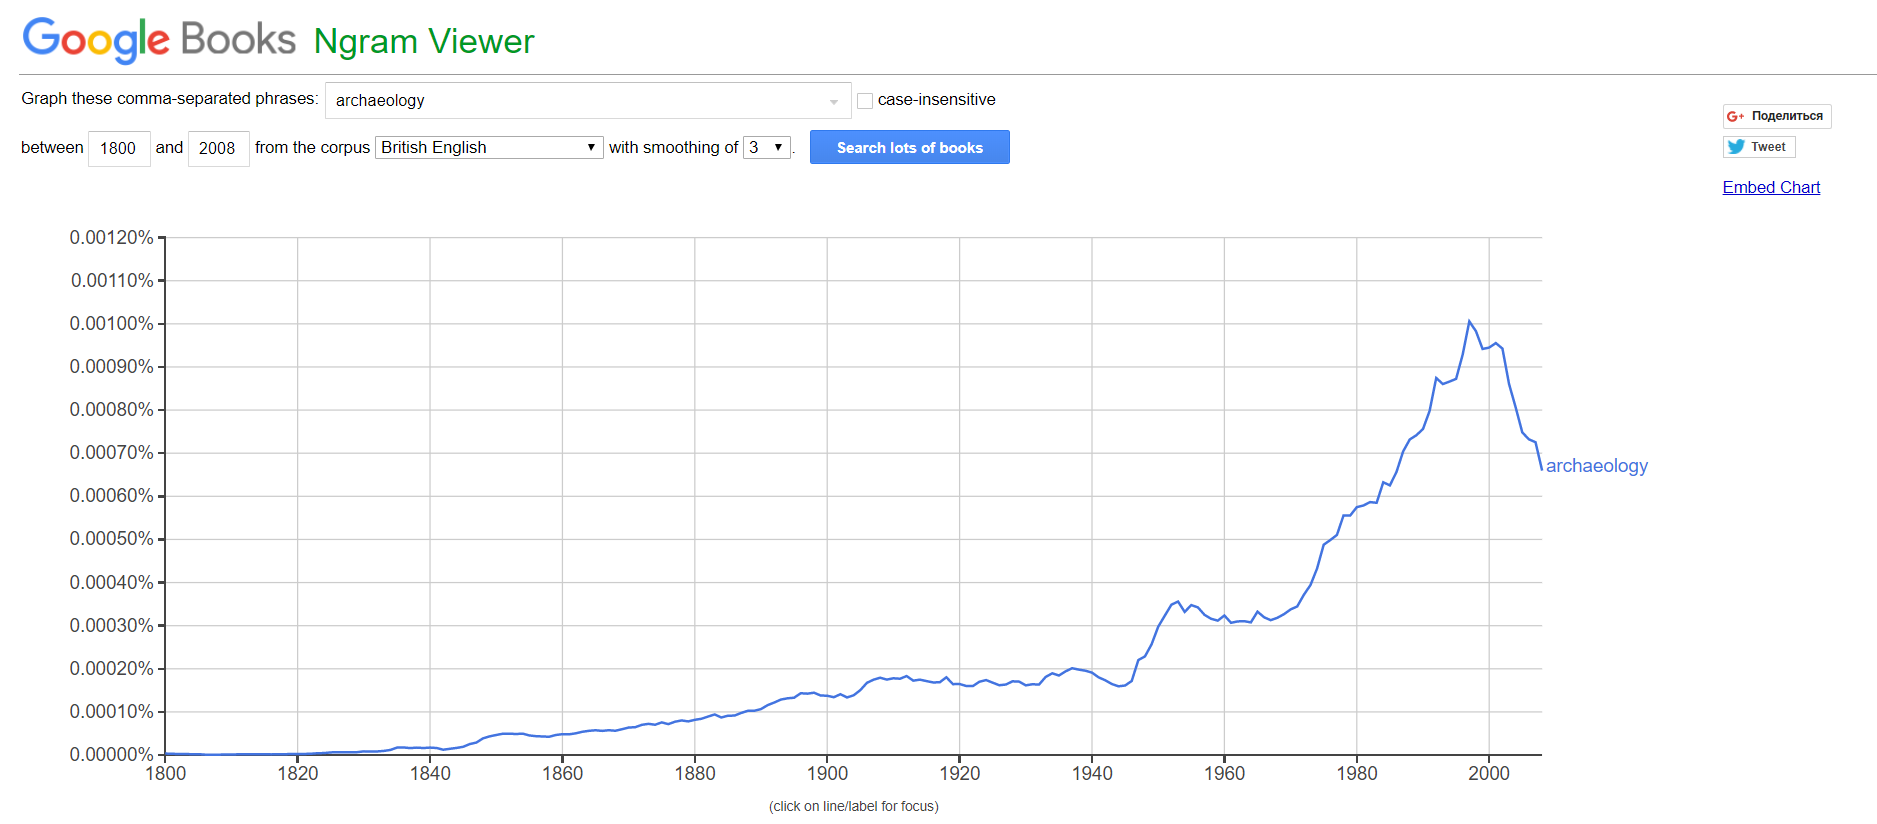 Google Books Ngram Viewer
Graph these comma-separated phrases: archaeology case-insensitive
between 1800 and 2008 from the corpus British English with smoothing of 3 . Search lots of books
G+ Поделиться
Tweet
Embed Chart
0.00120%
0.00110%
0.00100%
0.00090%
0.00080%
0.00070%
archaeology
0.00060%
0.00050%
0.00040%
0.00030%
0.00020%
0.00010%
0.00000%
1800 1820 1840 1860 1880 1900 1920 1940 1960 1980 2000
(click on line/label for focus)